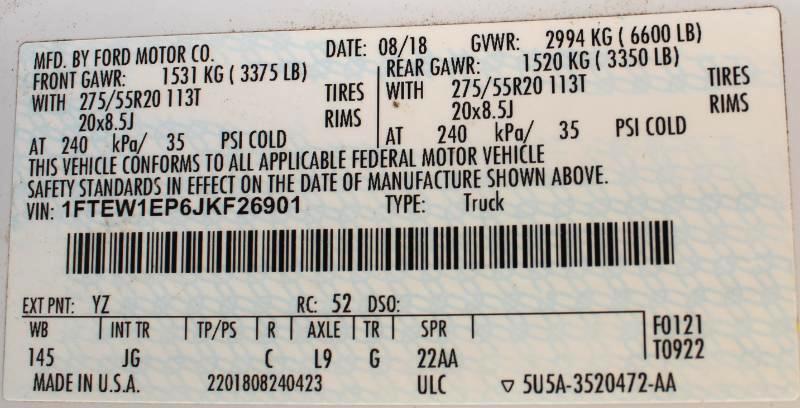 MFD. BY FORD MOTOR CO. DATE: 08/18 GVWR: 2994 KG ( 6600 LB)
FRONT GAWR: 1531 KG ( 3375 LB) REAR GAWR: 1520 KG ( 3350 LB)
WITH 275/55R20 113T TIRES WITH 275/55R20 113T TIRES
20x8.5J RIMS 20x8.5J RIMS
AT 240 kPa/ 35 PSI COLD AT 240 kPa/ 35 PSI COLD
THIS VEHICLE CONFORMS TO ALL APPLICABLE FEDERAL MOTOR VEHICLE
SAFETY STANDARDS IN EFFECT ON THE DATE OF MANUFACTURE SHOWN ABOVE.
VIN: 1FTEW1EP6JKF26901 TYPE: Truck
EXT PNT: YZ RC: 52 DSO:
WB INT TR TP/PS R AXLE TR SPR F0121
145 JG C L9 G 22AA T0922
MADE IN U.S.A. 2201808240423 ULC ▽ 5U5A-3520472-AA